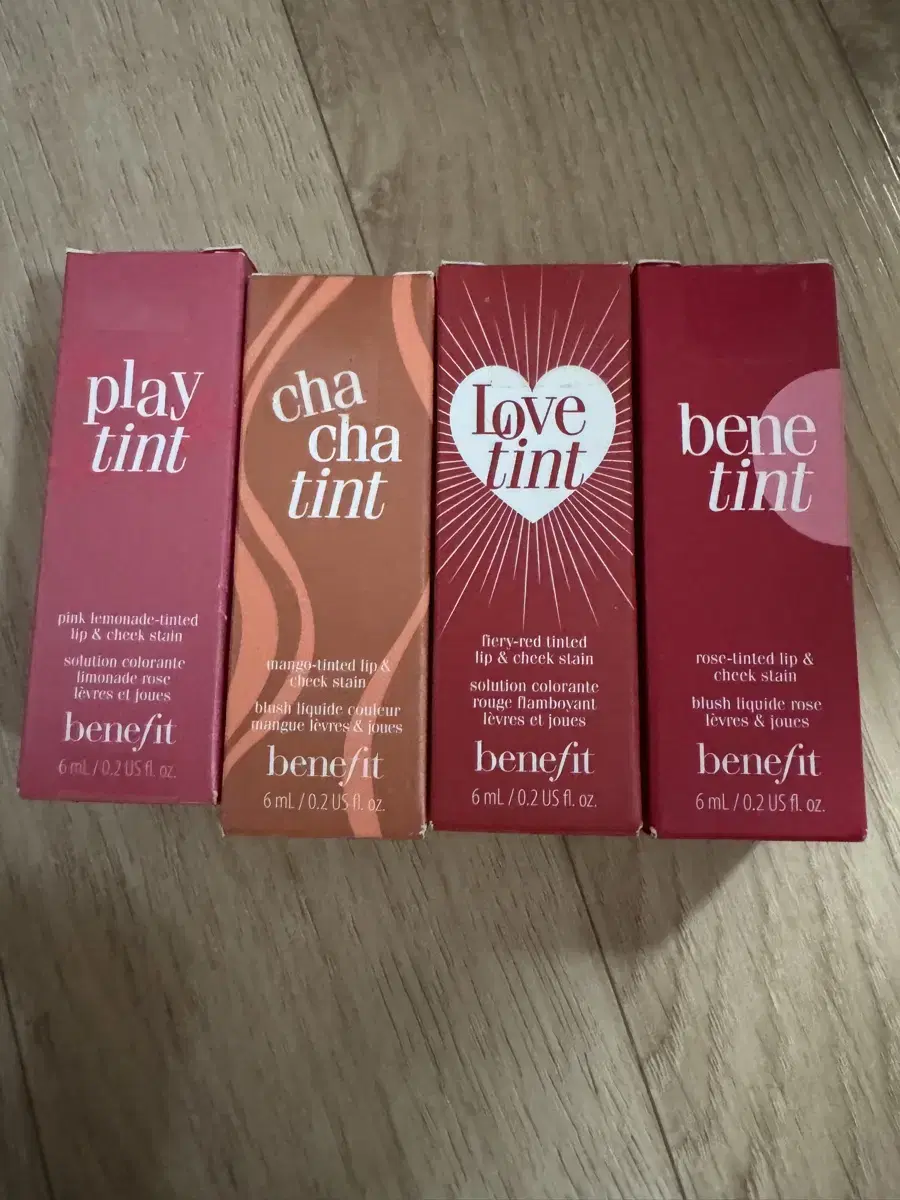 play
tint
pink lemonade-tinted
lip & cheek stain
solution colorante
limonade rose
lèvres et joues
benefit
6 mL / 0.2 US fl. oz.
cha
cha
tint
mango-tinted lip &
cheek stain
blush liquide couleur
mangue lèvres & joues
benefit
6 mL / 0.2 US fl. oz.
Love
tint
fiery-red tinted
lip & cheek stain
solution colorante
rouge flamboyant
lèvres et joues
benefit
6 mL / 0.2 US fl. oz.
bene
tint
rose-tinted lip &
cheek stain
blush liquide rose
lèvres & joues
benefit
6 mL / 0.2 US fl. oz.